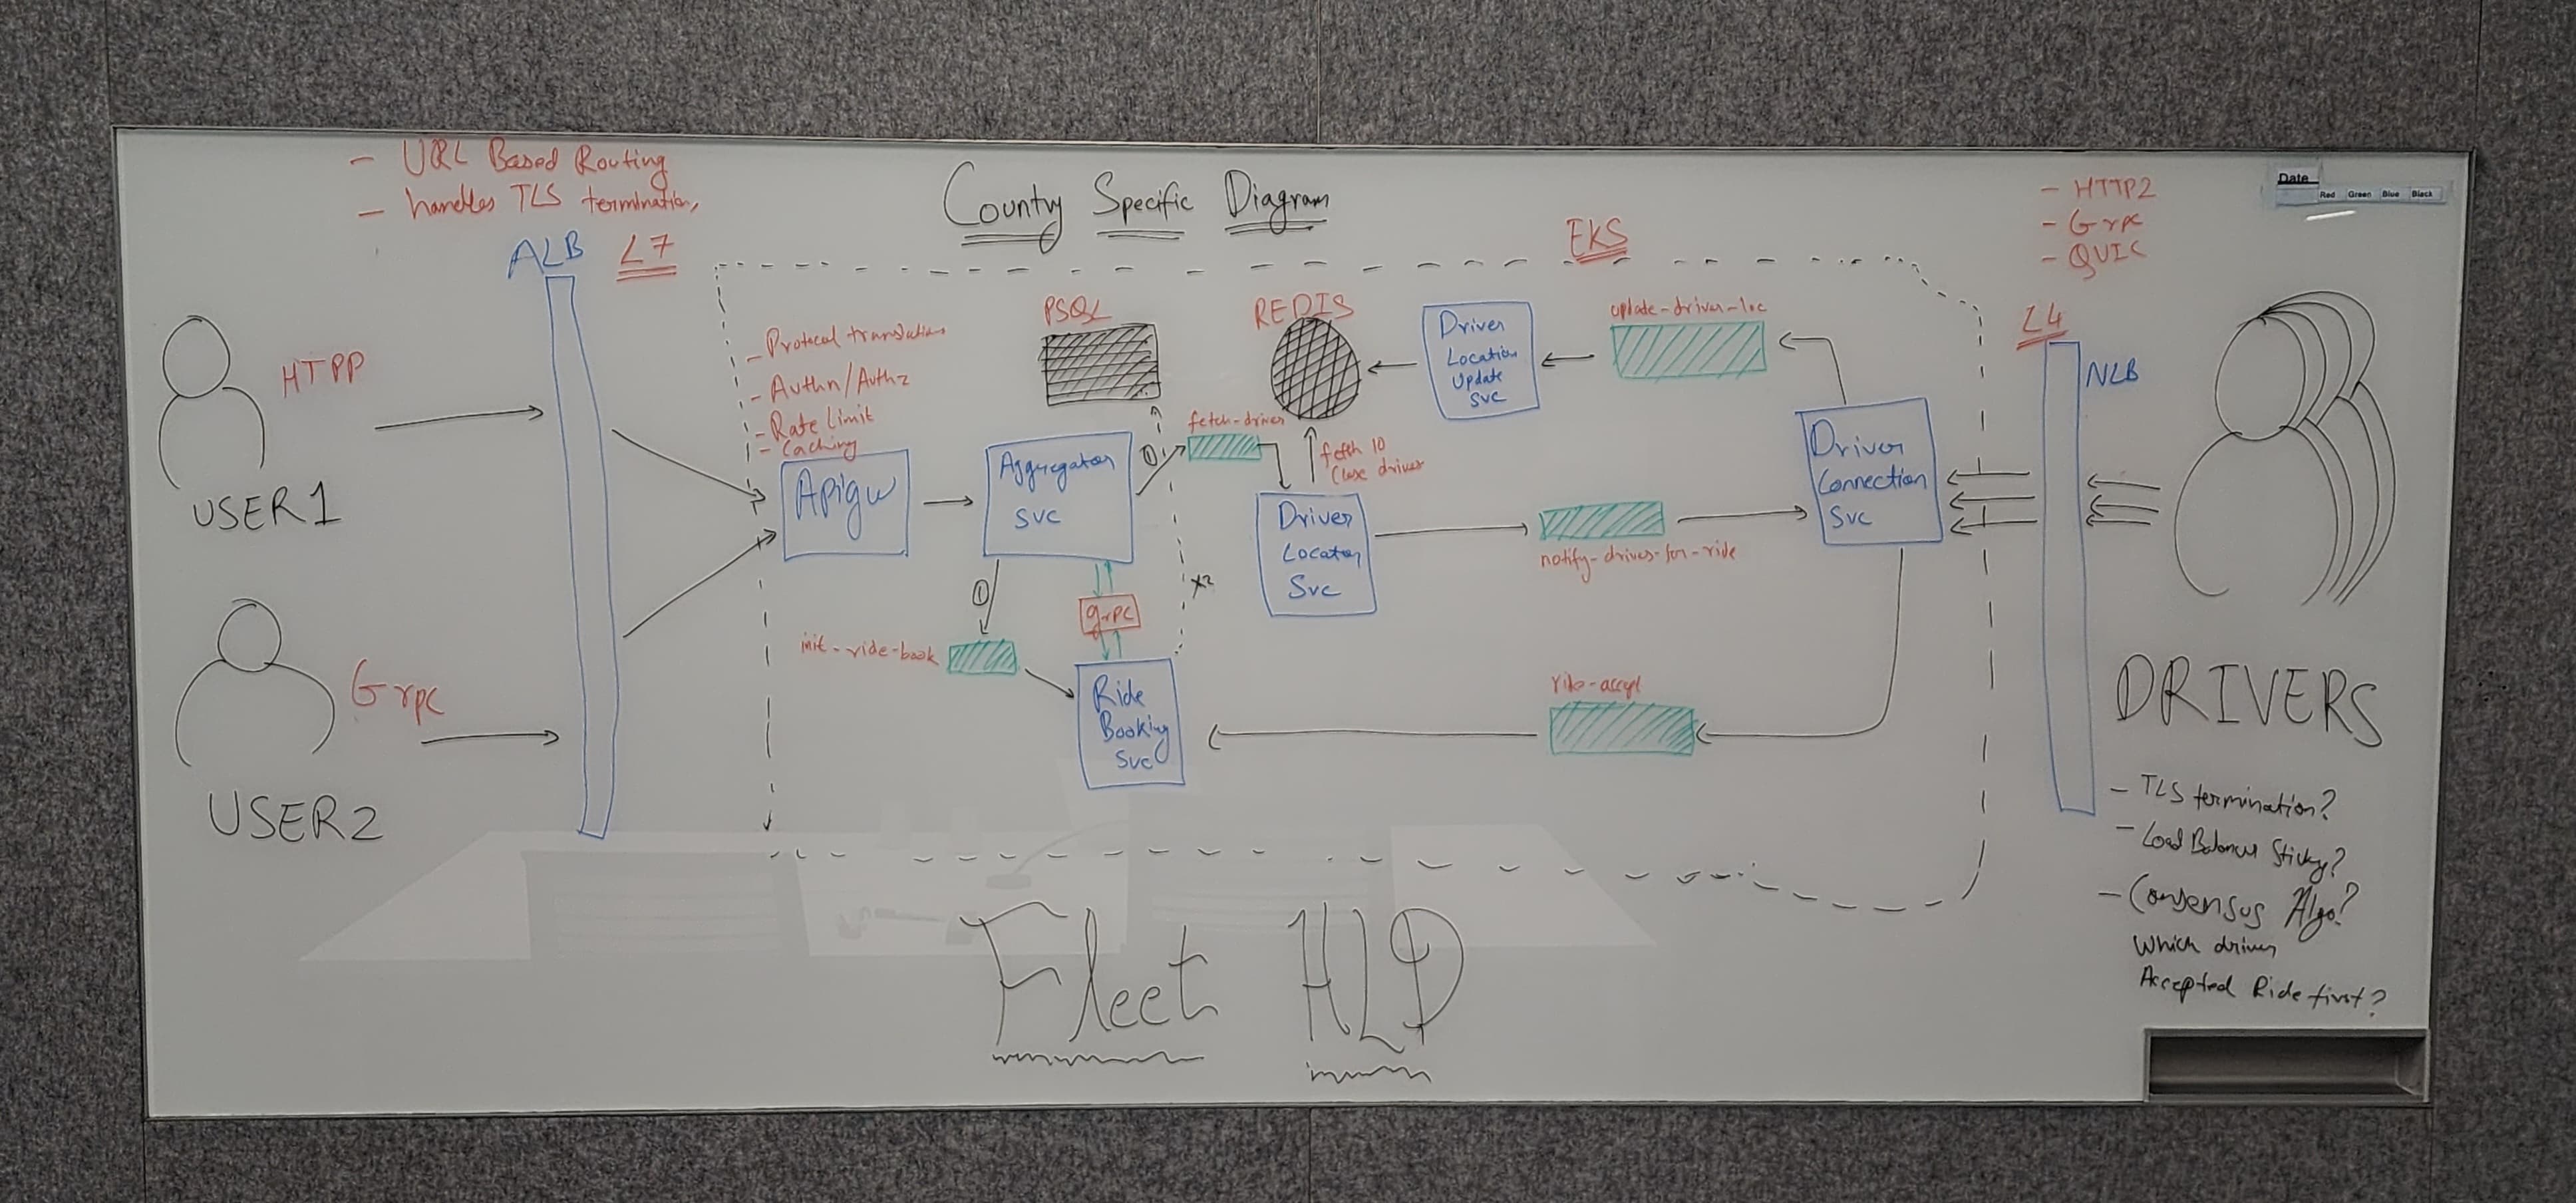 - URL Based Routing
- handles TLS termination,
ALB
L7
Country Specific Diagram
EKS
- HTTP2
- Grpc
- QUIC
Date
Red Green Blue Black
L4
NLB
HTPP
USER1
Grpc
USER2
- Protocol translation
- Authn/Authz
- Rate Limit
- Caching
Apigw
PSQL
Aggregator
SVC
1
fetch-driver
REDIS
fetch 10
Close driver
Driver
Location
Update
SVC
update-driver-loc
Driver
Locator
Svc
notify-driver-for-ride
Driver
Connection
Svc
1
init-ride-book
grpc
Ride
Booking
Svc
ride-accept
DRIVERS
- TLS termination?
- Load Balancer Sticky?
- Consensus Algo?
Which driver
Accepted Ride first?
Fleet HLD